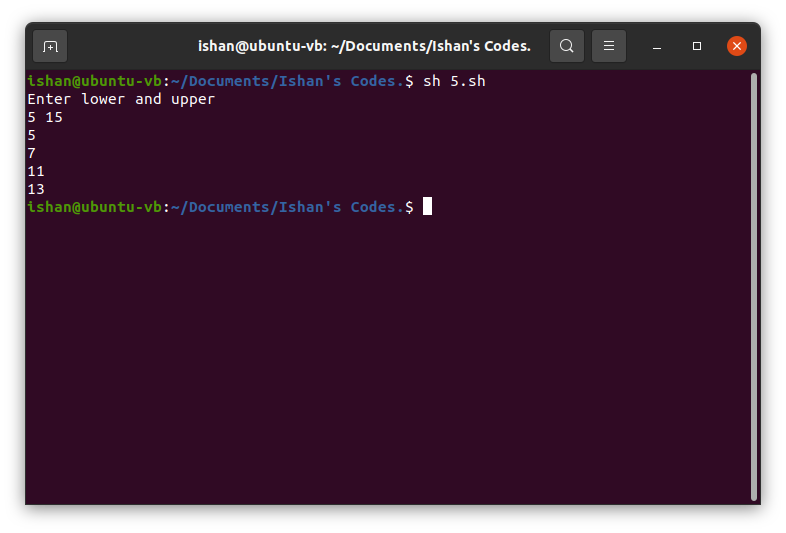 ishan@ubuntu-vb: ~/Documents/Ishan's Codes.
ishan@ubuntu-vb:~/Documents/Ishan's Codes.$ sh 5.sh
Enter lower and upper
5 15
5
7
11
13
ishan@ubuntu-vb:~/Documents/Ishan's Codes.$